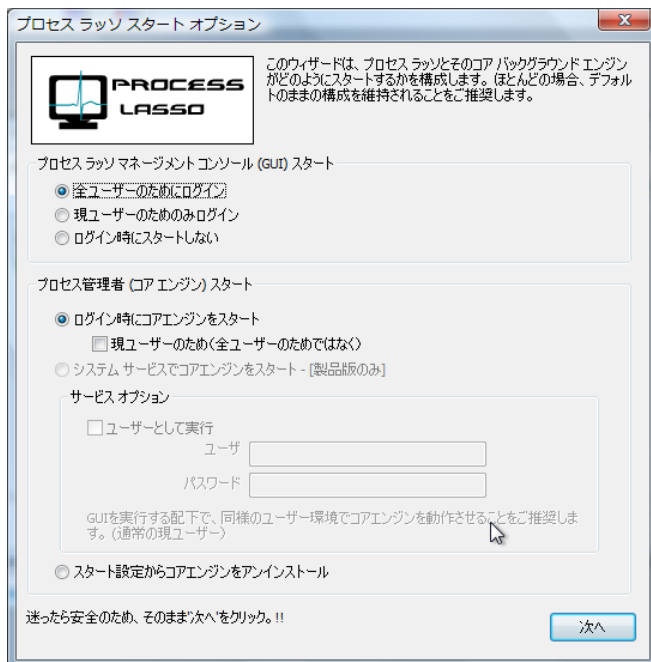 プロセス ラッソ スタート オプション
PROCESS
LASSO
このウィザードは、プロセス ラッソとそのコア バックグラウンド エンジン
がどのようにスタートするかを構成します。ほとんどの場合、デフォル
トのままの構成を維持されることをご推奨します。
プロセス ラッソ マネージメント コンソール (GUI) スタート
全ユーザーのためにログイン
現ユーザーのためのみログイン
ログイン時にスタートしない
プロセス管理者 (コア エンジン) スタート
ログイン時にコアエンジンをスタート
現ユーザーのため(全ユーザーのためではなく)
システム サービスでコアエンジンをスタート - [製品版のみ]
サービス オプション
ユーザーとして実行
ユーザ
パスワード
GUIを実行する配下で、同様のユーザー環境でコアエンジンを動作させることをご推奨しま
す。(通常の現ユーザー)
スタート設定からコアエンジンをアンインストール
迷ったら安全のため、そのまま"次へ"をクリック。!!
次へ